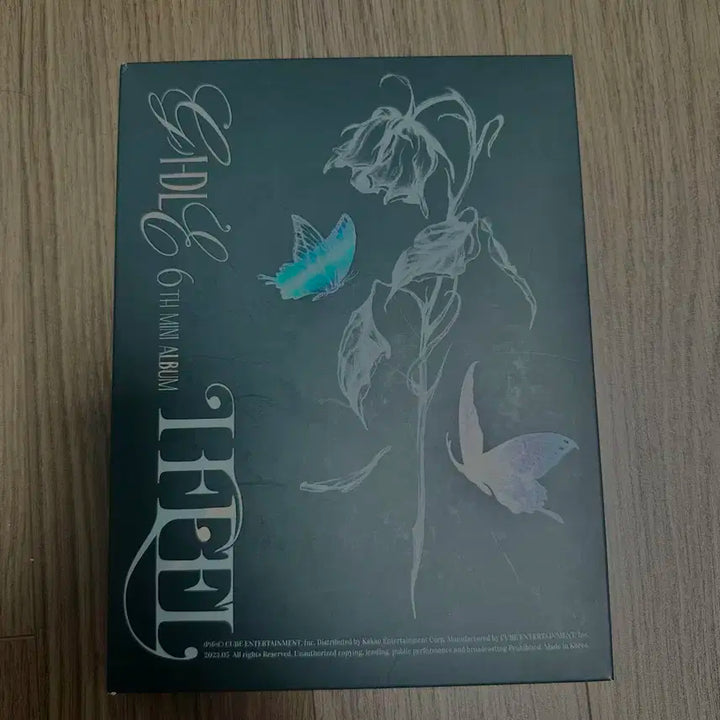 G I-DLE
6TH MINI ALBUM
I FEEL
(P)&(C) CUBE ENTERTAINMENT, Inc. Distributed by Kakao Entertainment Corp. Manufactured by CUBE ENTERTAINMENT, Inc.
2023.05 All rights Reserved. Unauthorized copying, lending, public performance and broadcasting Prohibited. Made in Korea.